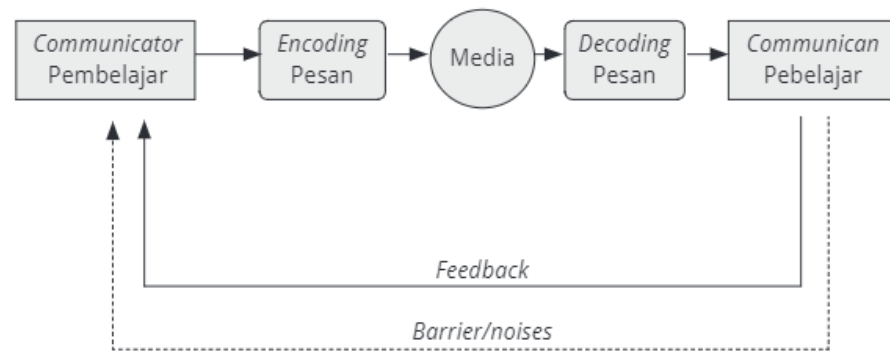 Communicator
Pembelajar
Encoding
Pesan
Media
Decoding
Pesan
Communican
Pebelajar
Feedback
Barrier/noises